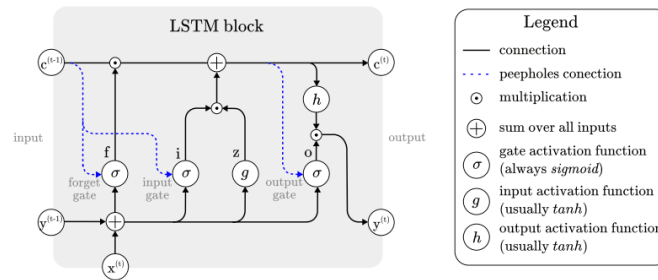 LSTM block
c(t-1)
c(t)
h
input
output
f
i
z
o
σ
σ
g
σ
forget
gate
input
gate
output
gate
y(t-1)
y(t)
x(t)
Legend
connection
peepholes conection
multiplication
sum over all inputs
σ
gate activation function
(always sigmoid)
g
input activation function
(usually tanh)
h
output activation function
(usually tanh)